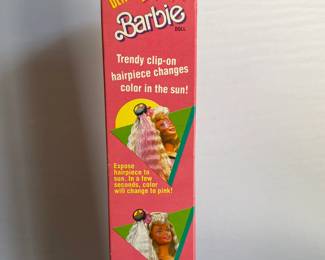 Barbie
DOLL
Trendy clip-on
hairpiece changes
color in the sun!
Expose
hairpiece to
sun. In a few
seconds, color
will change to pink!